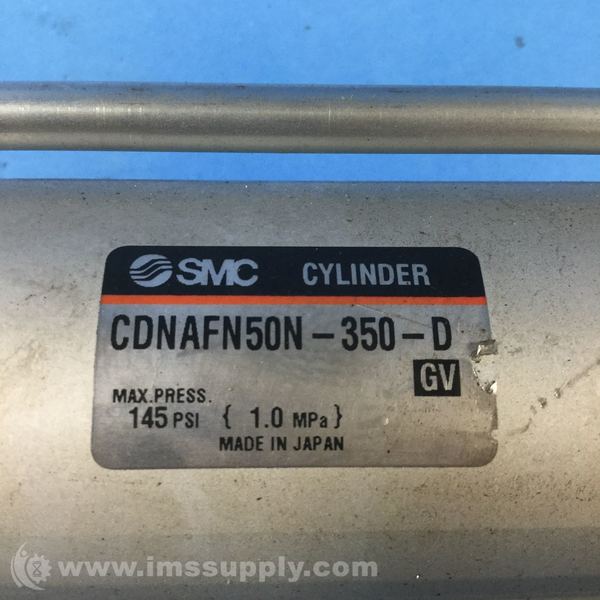 SMC CYLINDER
CDNAFN50N-350-D
GV
MAX.PRESS.
145 PSI { 1.0 MPa }
MADE IN JAPAN
www.imssupply.com